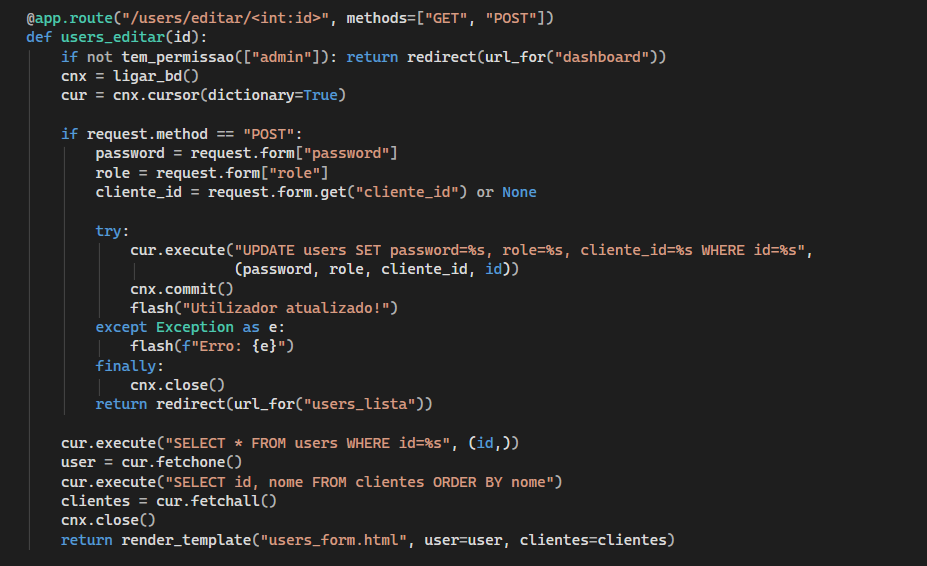 @app.route("/users/editar/<int:id>", methods=["GET", "POST"])
def users_editar(id):
    if not tem_permissao(["admin"]): return redirect(url_for("dashboard"))
    cnx = ligar_bd()
    cur = cnx.cursor(dictionary=True)

    if request.method == "POST":
        password = request.form["password"]
        role = request.form["role"]
        cliente_id = request.form.get("cliente_id") or None

        try:
            cur.execute("UPDATE users SET password=%s, role=%s, cliente_id=%s WHERE id=%s",
                        (password, role, cliente_id, id))
            cnx.commit()
            flash("Utilizador atualizado!")
        except Exception as e:
            flash(f"Erro: {e}")
        finally:
            cnx.close()
        return redirect(url_for("users_lista"))

    cur.execute("SELECT * FROM users WHERE id=%s", (id,))
    user = cur.fetchone()
    cur.execute("SELECT id, nome FROM clientes ORDER BY nome")
    clientes = cur.fetchall()
    cnx.close()
    return render_template("users_form.html", user=user, clientes=clientes)